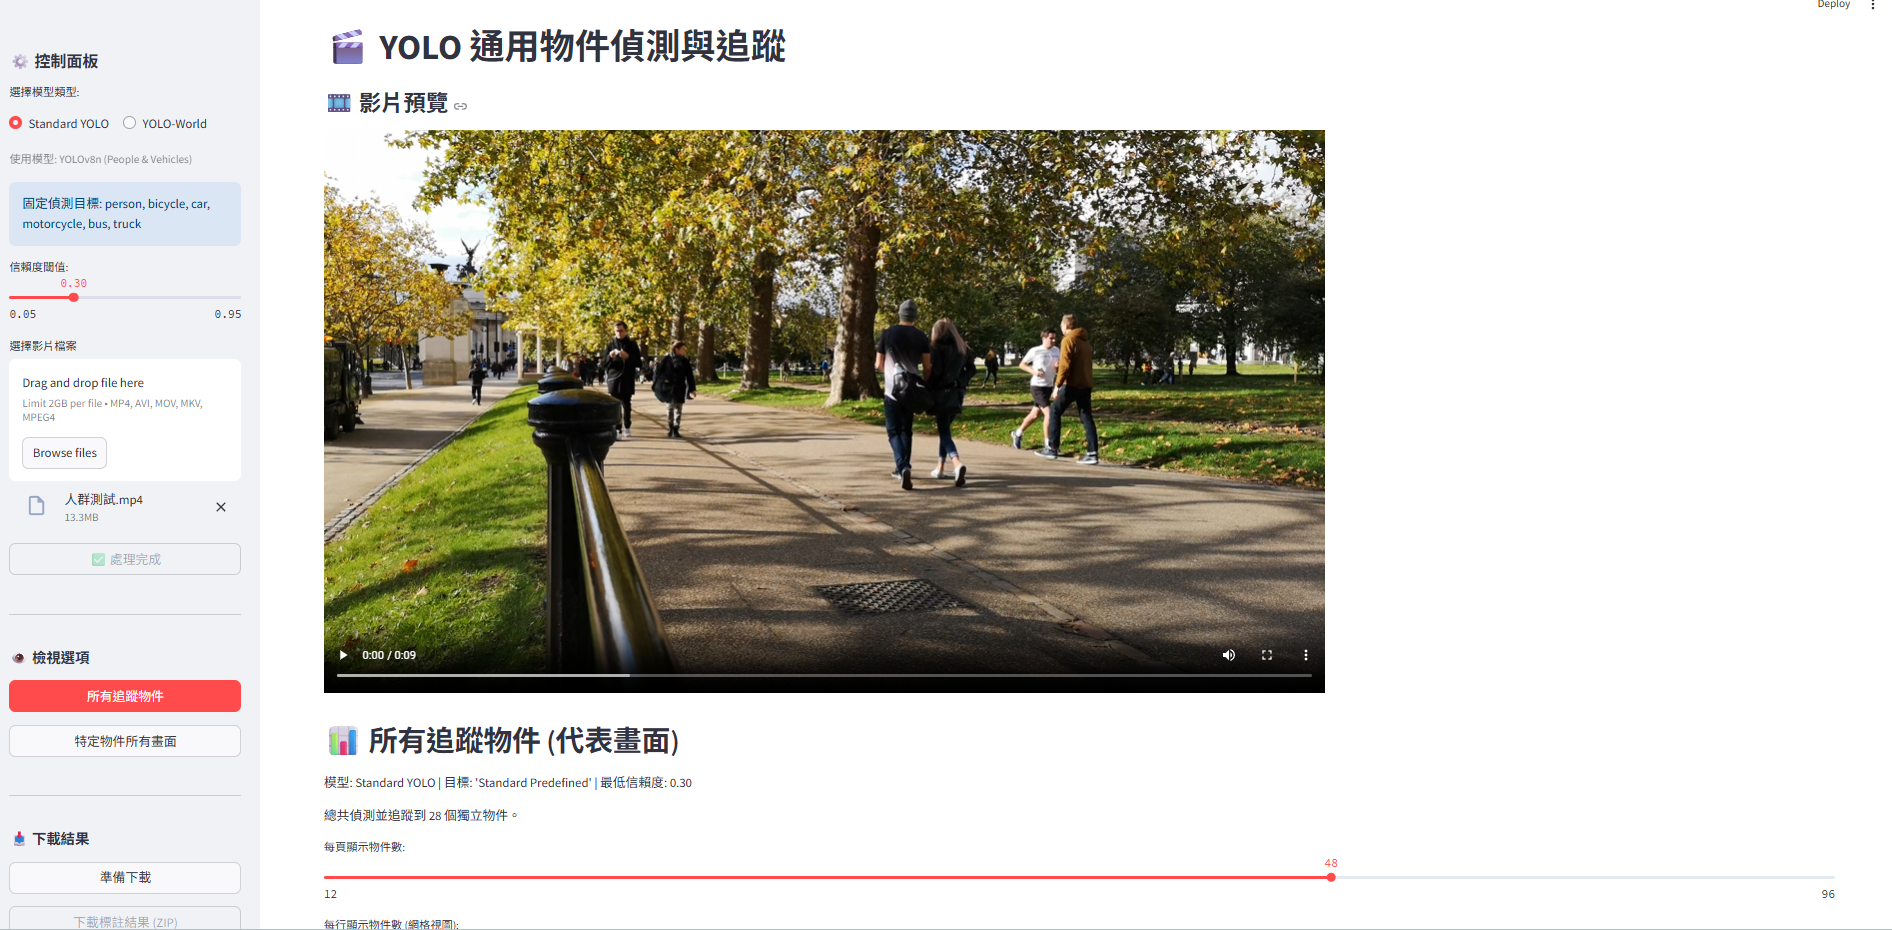 Deploy
控制面板
選擇模型類型:
Standard YOLO
YOLO-World
使用模型: YOLOv8n (People & Vehicles)
固定偵測目標: person, bicycle, car,
motorcycle, bus, truck
信賴度閾值:
0.30
0.05
0.95
選擇影片檔案
Drag and drop file here
Limit 2GB per file • MP4, AVI, MOV, MKV,
MPEG4
Browse files
人群測試.mp4
13.3MB
處理完成
檢視選項
所有追蹤物件
特定物件所有畫面
下載結果
準備下載
下載標註結果 (ZIP)
YOLO 通用物件偵測與追蹤
影片預覽
0:00 / 0:09
所有追蹤物件 (代表畫面)
模型: Standard YOLO | 目標: 'Standard Predefined' | 最低信賴度: 0.30
總共偵測並追蹤到 28 個獨立物件。
每頁顯示物件數:
48
12
96
每行顯示物件數 (網格視圖):